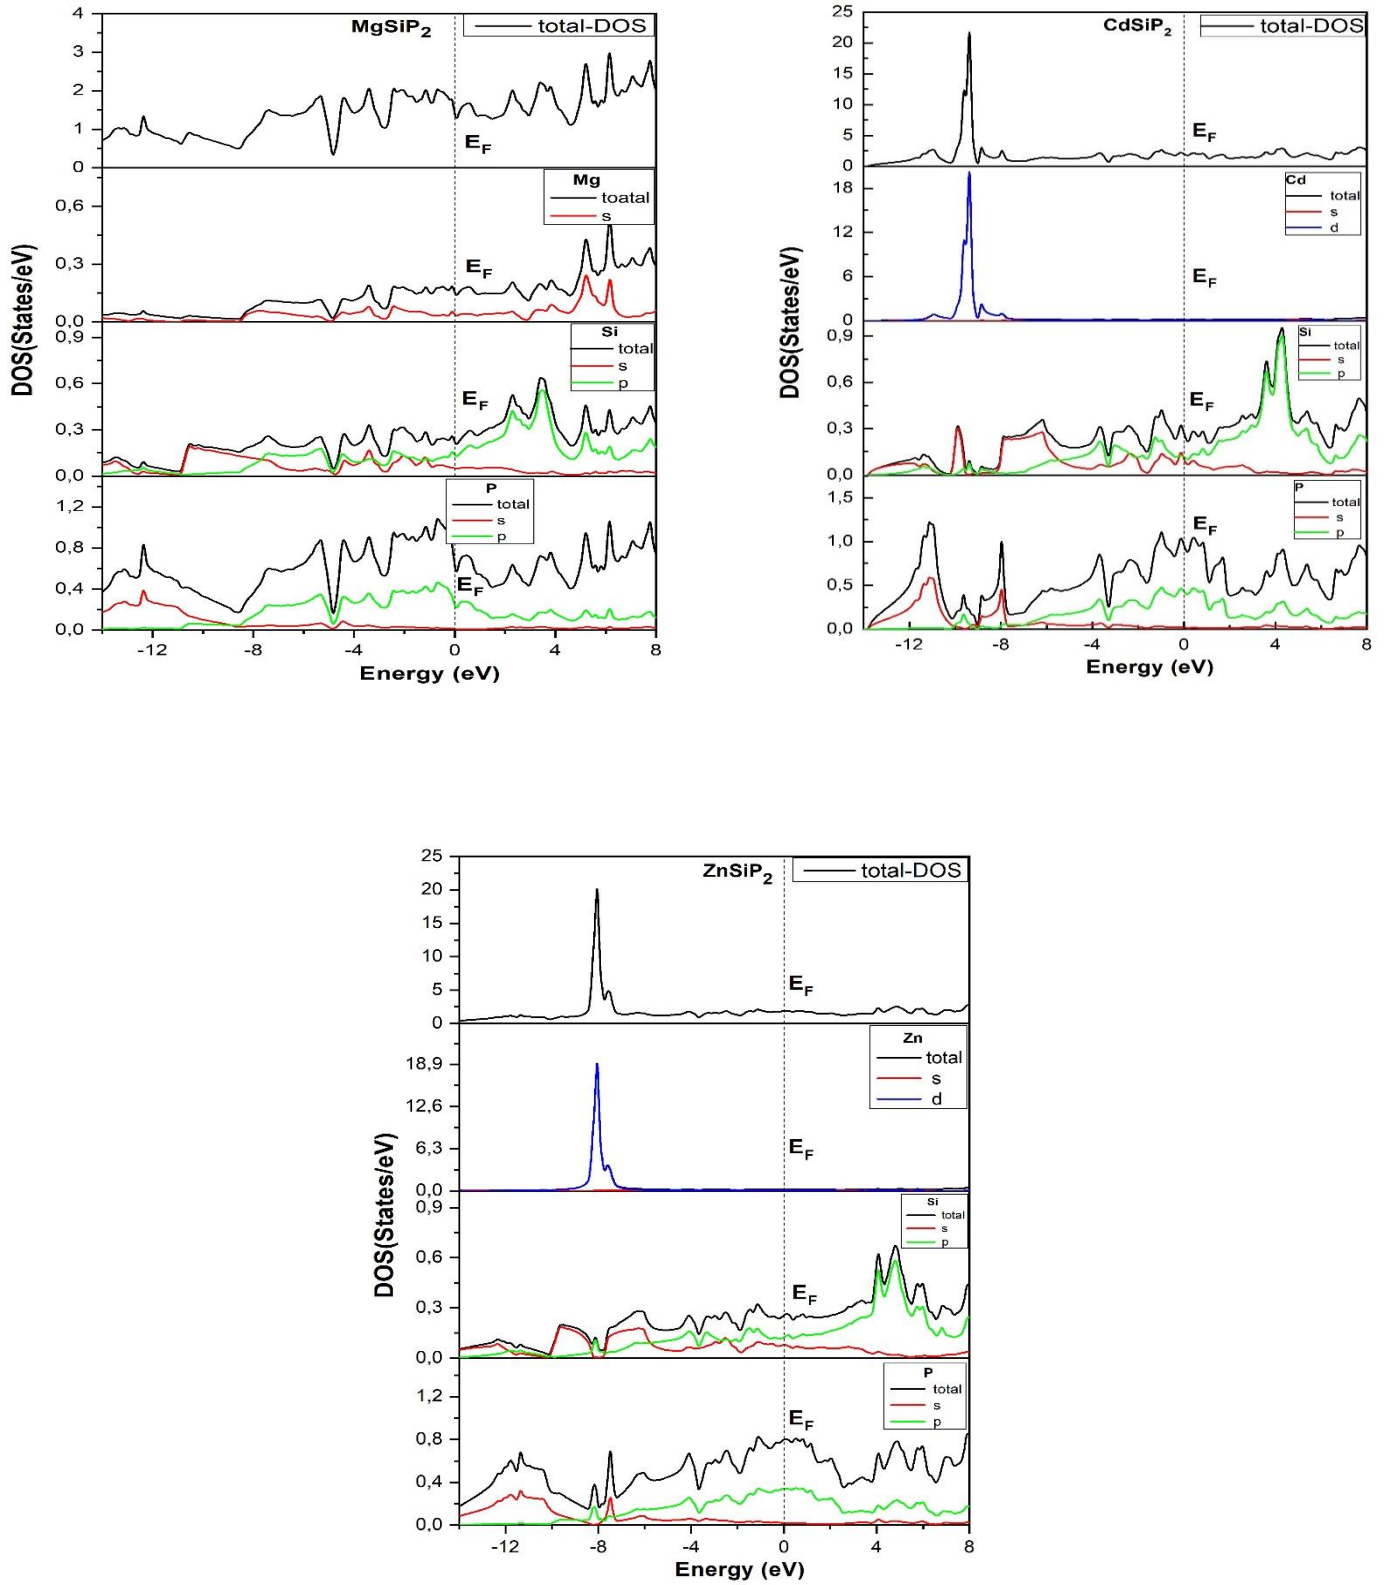 MgSiP2
total-DOS
4
3
2
1
0
EF
Mg
toatal
s
0,6
0,3
0,0
EF
Si
total
s
p
0,9
0,6
0,3
0,0
EF
P
total
s
p
1,2
0,8
0,4
0,0
EF
-12 -8 -4 0 4 8
Energy (eV)
DOS(States/eV)
CdSiP2
total-DOS
25
20
15
10
5
0
EF
Cd
total
s
d
18
12
6
0
EF
Si
total
s
p
0,9
0,6
0,3
0,0
EF
P
total
s
p
1,5
1,0
0,5
0,0
EF
-12 -8 -4 0 4 8
Energy (eV)
DOS(States/eV)
ZnSiP2
total-DOS
25
20
15
10
5
0
EF
Zn
total
s
d
18,9
12,6
6,3
0,0
EF
Si
total
s
p
0,9
0,6
0,3
0,0
EF
P
total
s
p
1,2
0,8
0,4
0,0
EF
-12 -8 -4 0 4 8
Energy (eV)
DOS(States/eV)